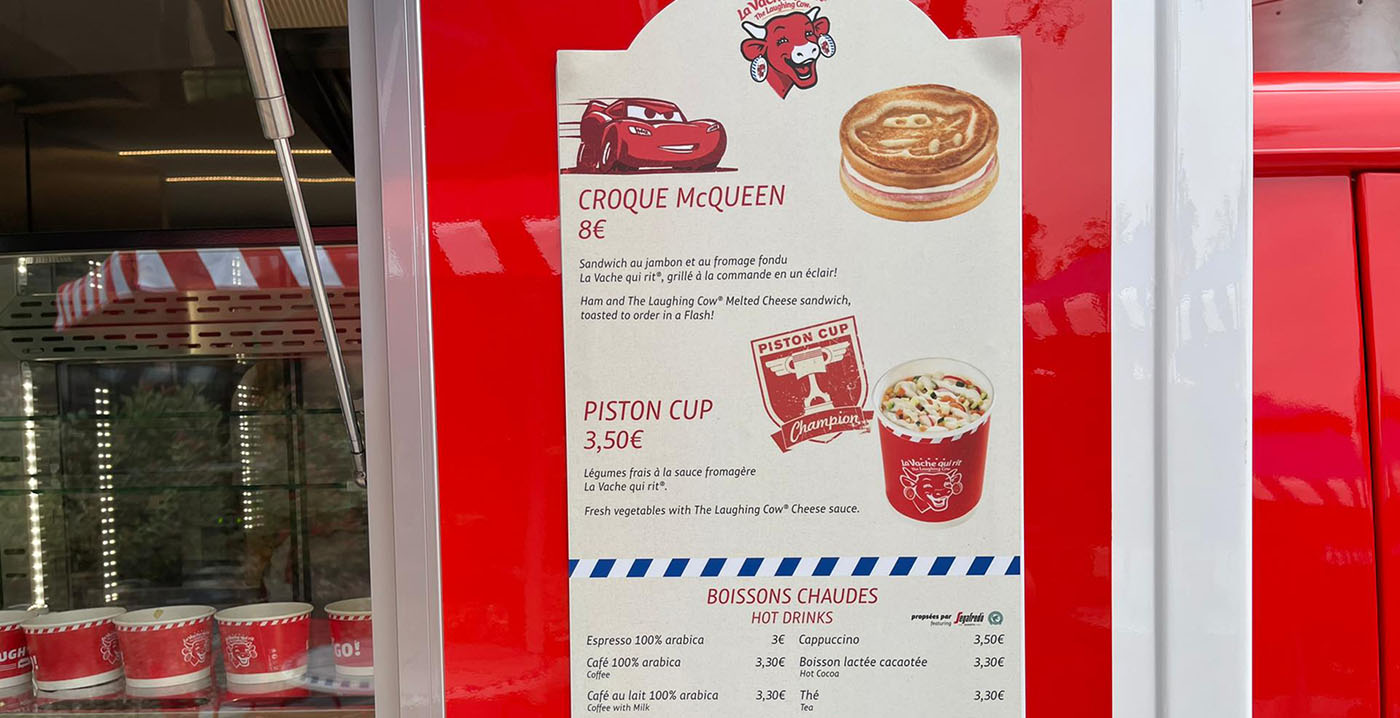 La Vache
The Laughing Cow.
CROQUE McQUEEN
8€
Sandwich au jambon et au fromage fondu
La Vache qui rit®, grillé à la commande en un éclair!
Ham and The Laughing Cow® Melted Cheese sandwich,
toasted to order in a Flash!
PISTON CUP
Champion
PISTON CUP
3,50€
Légumes frais à la sauce fromagère
La Vache qui rit®.
Fresh vegetables with The Laughing Cow® Cheese sauce.
La Vache qui rit
The Laughing Cow
BOISSONS CHAUDES
HOT DRINKS
proposées par Segafredo
featuring
Espresso 100% arabica 3€ Cappuccino 3,50€
Café 100% arabica 3,30€ Boisson lactée cacaotée 3,30€
Coffee Hot Cocoa
Café au lait 100% arabica 3,30€ Thé 3,30€
Coffee with Milk Tea
GO!